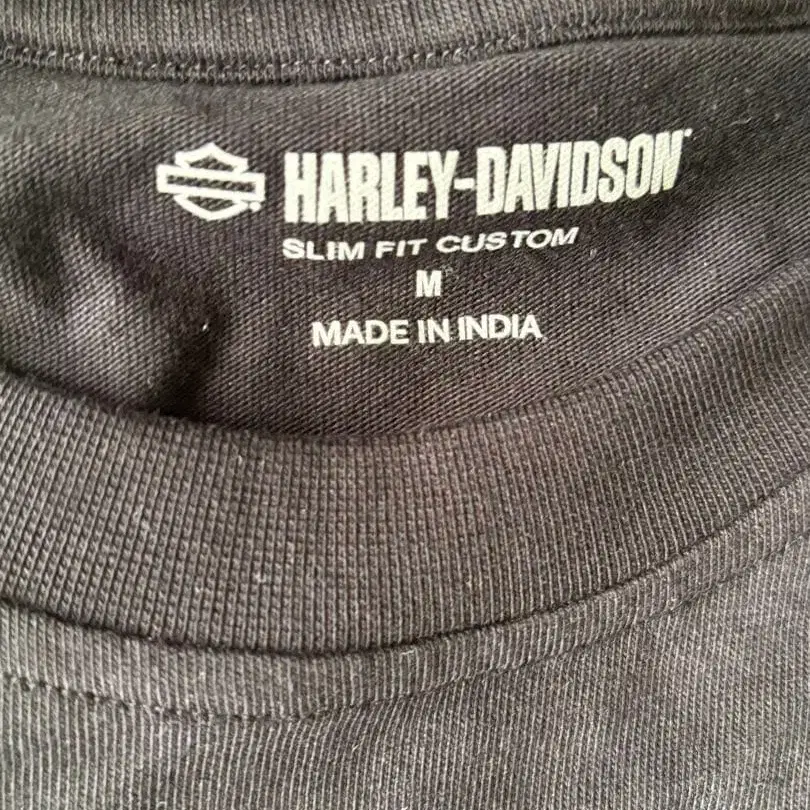 HARLEY-DAVIDSON
SLIM FIT CUSTOM
M
MADE IN INDIA